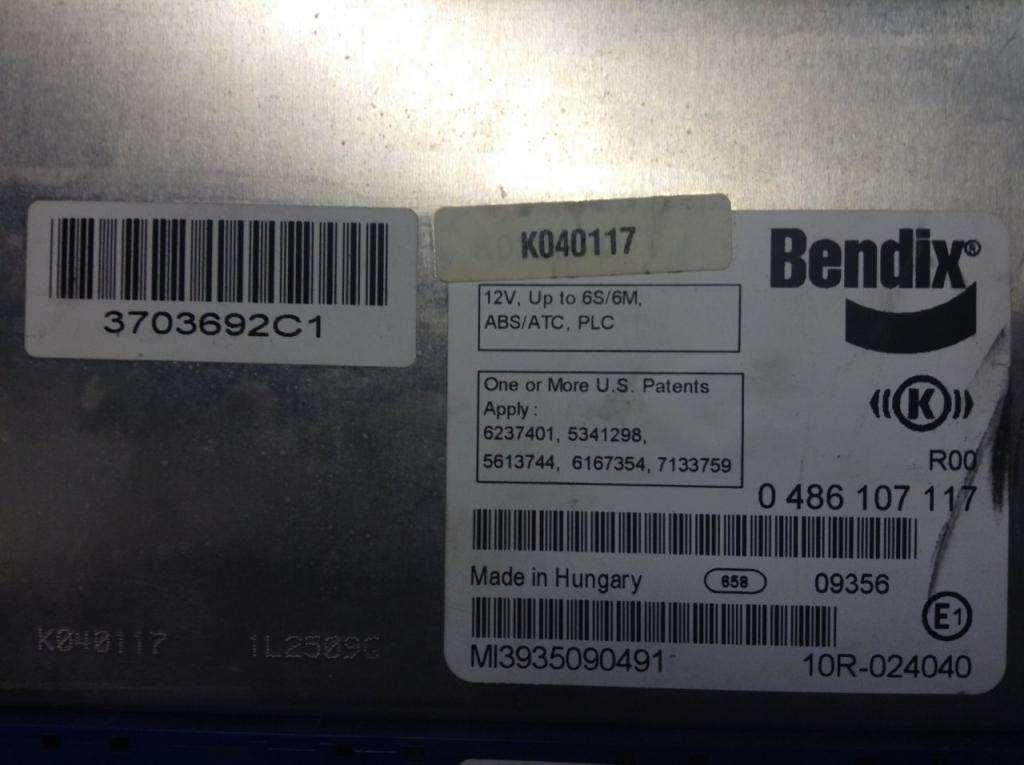 3703692C1
K040117
Bendix®
12V, Up to 6S/6M,
ABS/ATC, PLC
One or More U.S. Patents
Apply :
6237401, 5341298,
5613744, 6167354, 7133759
K
R00
0 486 107 117
Made in Hungary 658 09356
E1
MI3935090491 10R-024040
K040117 1L2509G